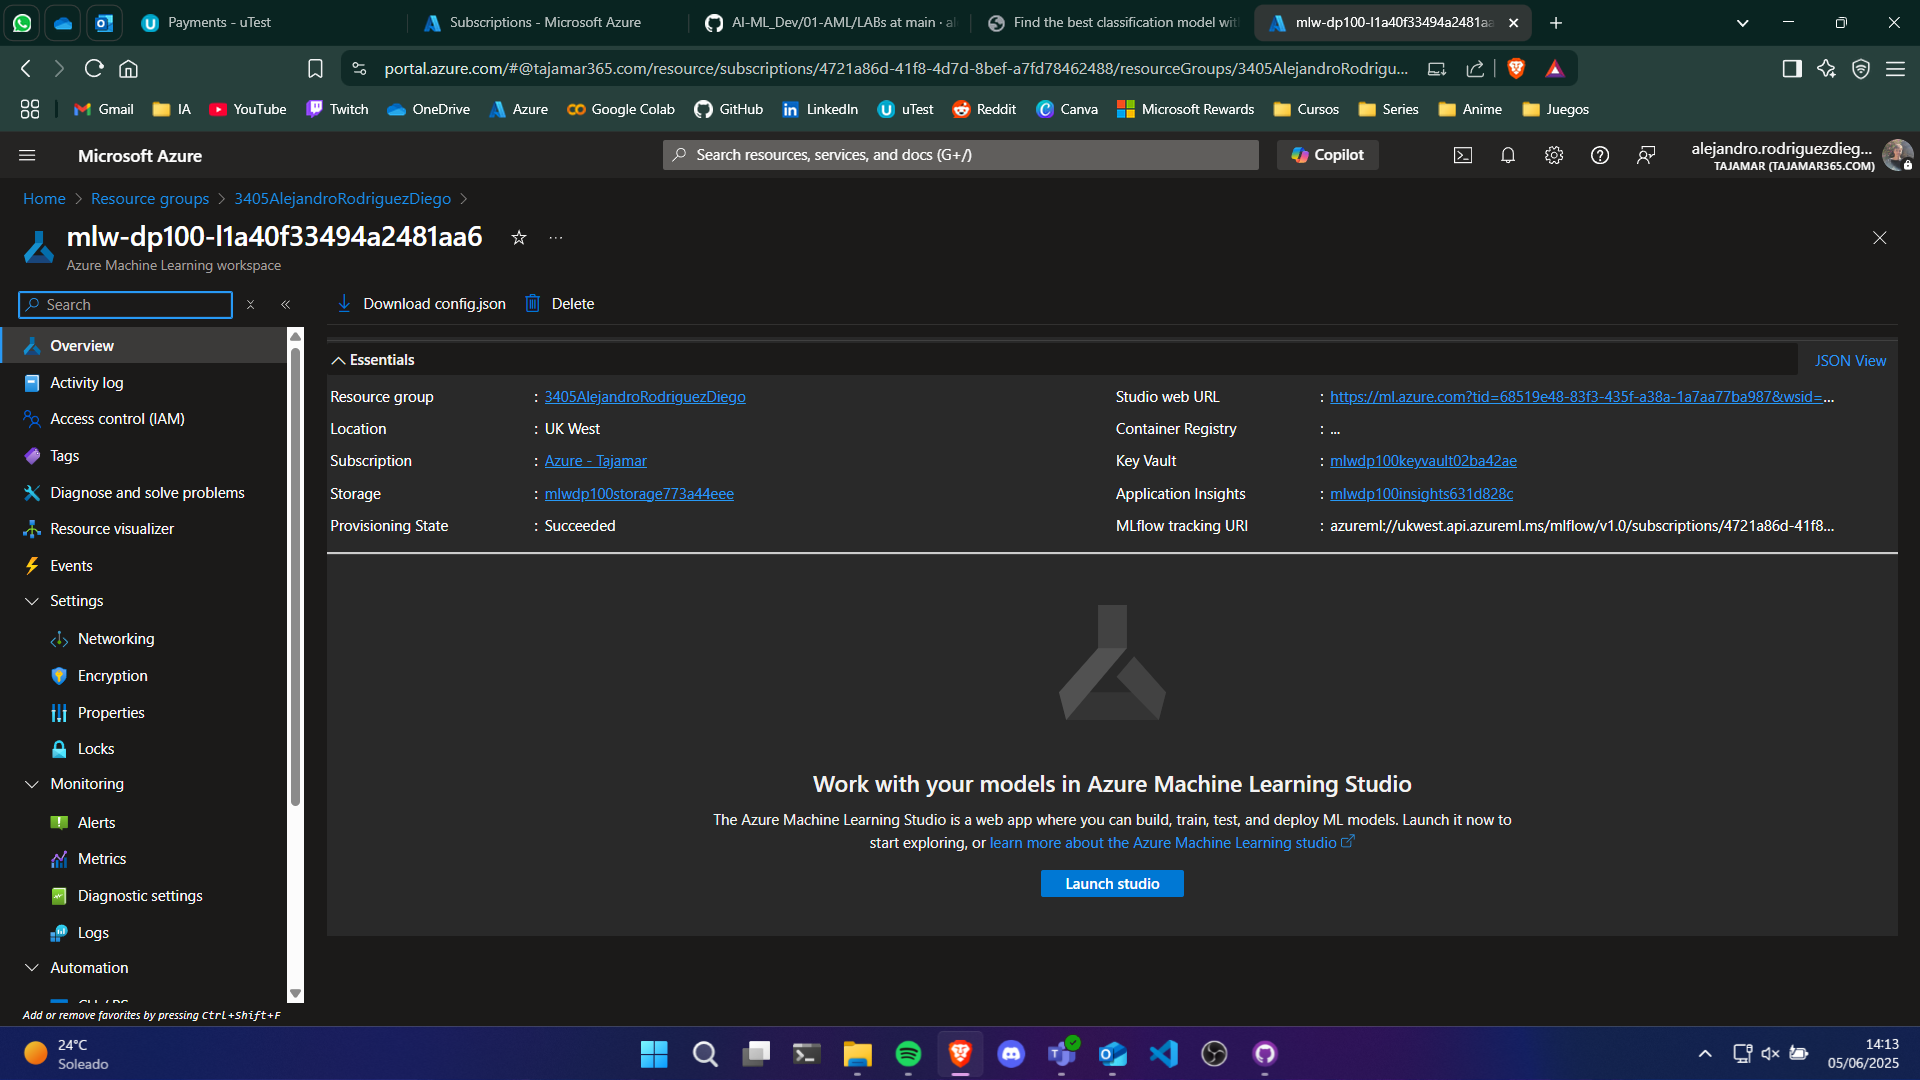 Payments - uTest
Subscriptions - Microsoft Azure
AI-ML_Dev/01-AML/LABs at main · al
Find the best classification model wit
mlw-dp100-l1a40f33494a2481aa
portal.azure.com/#@tajamar365.com/resource/subscriptions/4721a86d-41f8-4d7d-8bef-a7fd78462488/resourceGroups/3405AlejandroRodrigu...
Gmail
IA
YouTube
Twitch
OneDrive
Azure
Google Colab
GitHub
LinkedIn
uTest
Reddit
Canva
Microsoft Rewards
Cursos
Series
Anime
Juegos
Microsoft Azure
Search resources, services, and docs (G+/)
Copilot
alejandro.rodriguezdieg...
TAJAMAR (TAJAMAR365.COM)
Home > Resource groups > 3405AlejandroRodriguezDiego >
mlw-dp100-l1a40f33494a2481aa6
Azure Machine Learning workspace
Search
Download config.json
Delete
Overview
Activity log
Access control (IAM)
Tags
Diagnose and solve problems
Resource visualizer
Events
Settings
Networking
Encryption
Properties
Locks
Monitoring
Alerts
Metrics
Diagnostic settings
Logs
Automation
Add or remove favorites by pressing Ctrl+Shift+F
Essentials
JSON View
Resource group : 3405AlejandroRodriguezDiego
Location : UK West
Subscription : Azure - Tajamar
Storage : mlwdp100storage773a44eee
Provisioning State : Succeeded
Studio web URL : https://ml.azure.com?tid=68519e48-83f3-435f-a38a-1a7aa77ba987&wsid=...
Container Registry : ...
Key Vault : mlwdp100keyvault02ba42ae
Application Insights : mlwdp100insights631d828c
MLflow tracking URI : azureml://ukwest.api.azureml.ms/mlflow/v1.0/subscriptions/4721a86d-41f8...
Work with your models in Azure Machine Learning Studio
The Azure Machine Learning Studio is a web app where you can build, train, test, and deploy ML models. Launch it now to
start exploring, or learn more about the Azure Machine Learning studio
Launch studio
24°C
Soleado
14:13
05/06/2025